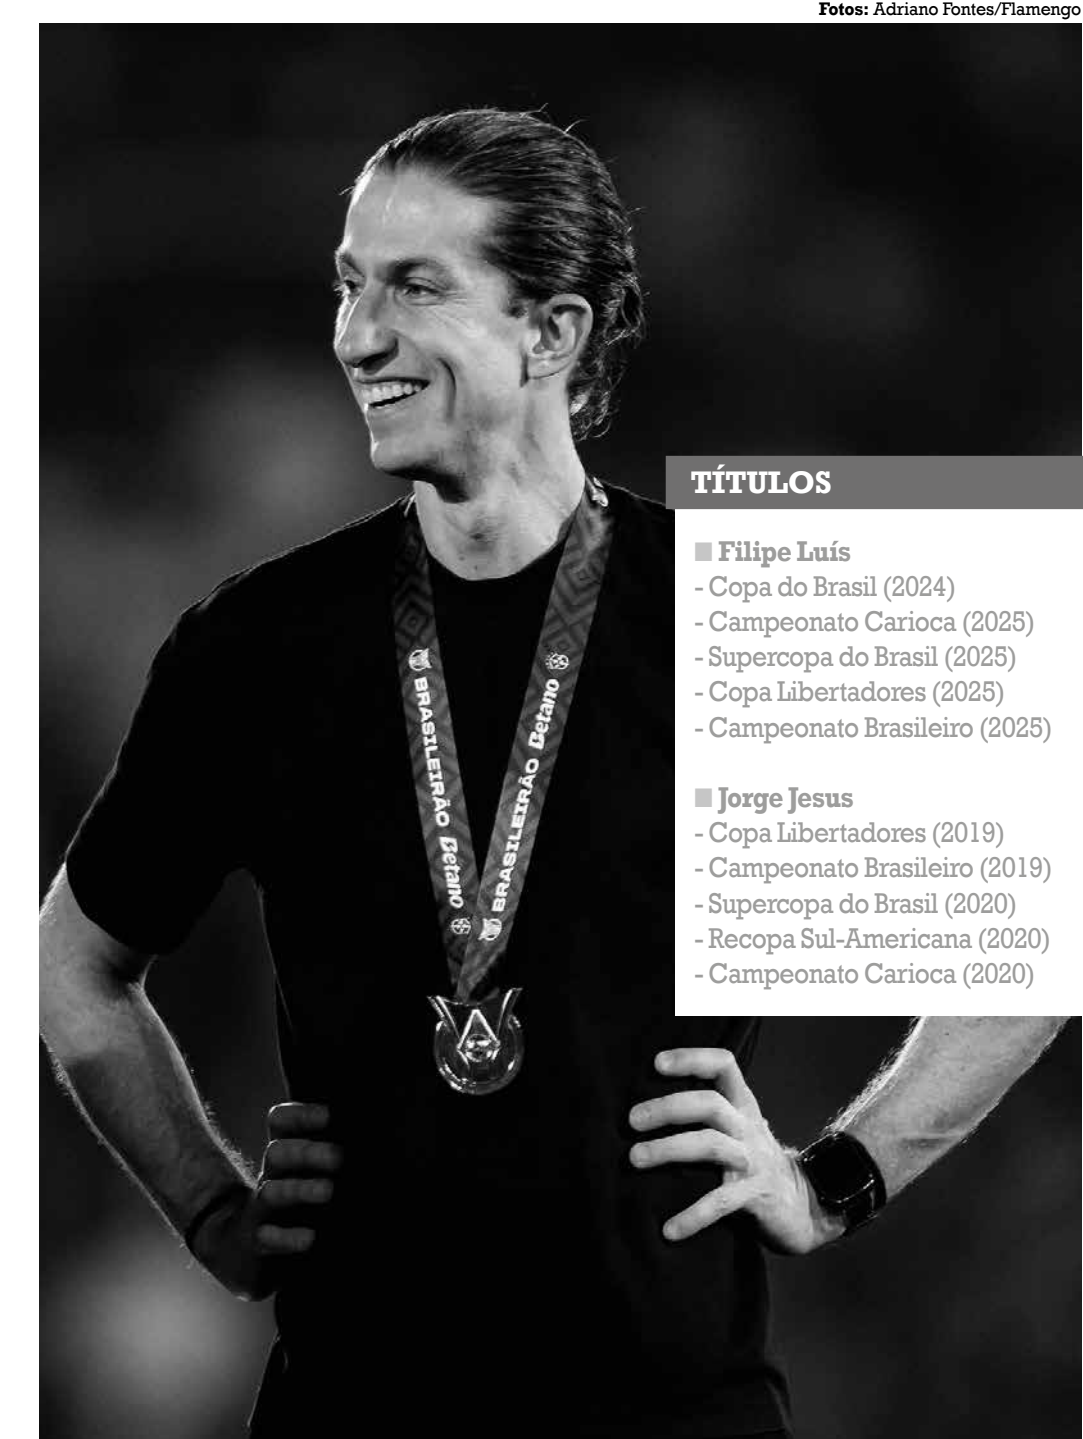 Fotos: Adriano Fontes/Flamengo
TÍTULOS
Filipe Luís
- Copa do Brasil (2024)
- Campeonato Carioca (2025)
- Supercopa do Brasil (2025)
- Copa Libertadores (2025)
- Campeonato Brasileiro (2025)
Jorge Jesus
- Copa Libertadores (2019)
- Campeonato Brasileiro (2019)
- Supercopa do Brasil (2020)
- Recopa Sul-Americana (2020)
- Campeonato Carioca (2020)
BRASILEIRÃO Betano
BRASILEIRÃO Betano